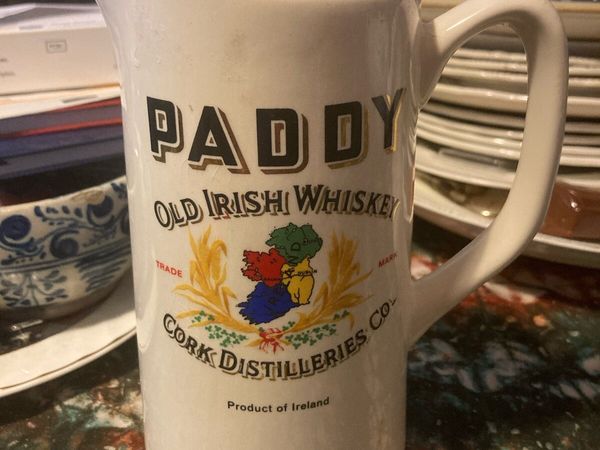 PADDY
OLD IRISH WHISKEY
TRADE MARK
CORK DISTILLERIES CO.
Product of Ireland